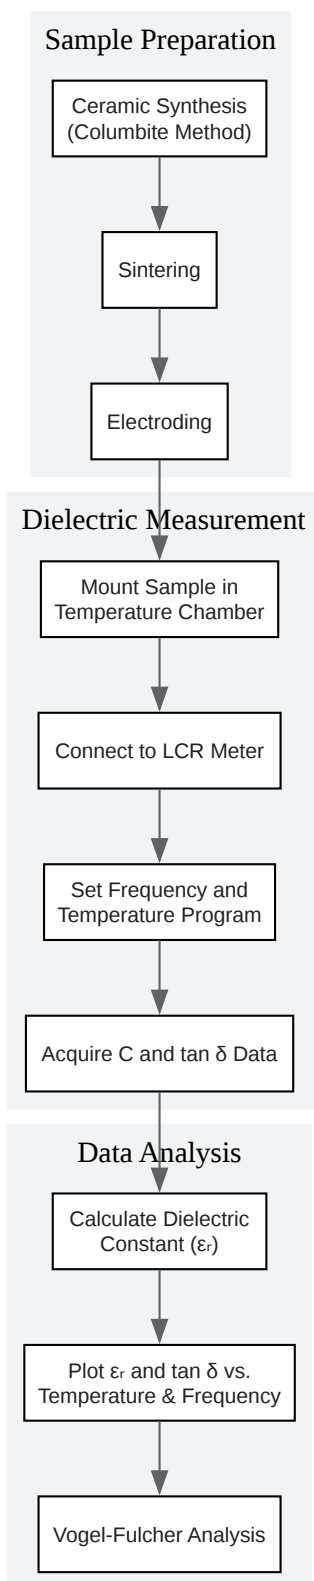 Sample Preparation
Ceramic Synthesis
(Columbite Method)
Sintering
Electroding
Dielectric Measurement
Mount Sample in
Temperature Chamber
Connect to LCR Meter
Set Frequency and
Temperature Program
Acquire C and tan δ Data
Data Analysis
Calculate Dielectric
Constant (εᵣ)
Plot εᵣ and tan δ vs.
Temperature & Frequency
Vogel-Fulcher Analysis